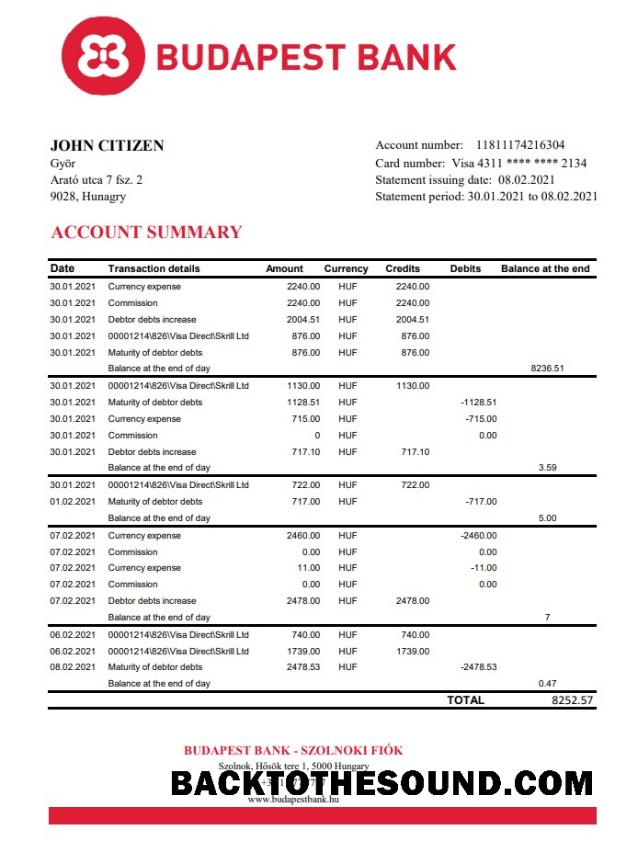 BUDAPEST BANK
JOHN CITIZEN
Györ
Arató utca 7 fsz. 2
9028, Hunagry
Account number: 11811174216304
Card number: Visa 4311 **** **** 2134
Statement issuing date: 08.02.2021
Statement period: 30.01.2021 to 08.02.2021
ACCOUNT SUMMARY
Date Transaction details Amount Currency Credits Debits Balance at the end
30.01.2021 Currency expense 2240.00 HUF 2240.00
30.01.2021 Commission 2240.00 HUF 2240.00
30.01.2021 Debtor debts increase 2004.51 HUF 2004.51
30.01.2021 00001214\826\Visa Direct\Skrill Ltd 876.00 HUF 876.00
30.01.2021 Maturity of debtor debts 876.00 HUF 876.00
Balance at the end of day 8236.51
30.01.2021 00001214\826\Visa Direct\Skrill Ltd 1130.00 HUF 1130.00
30.01.2021 Maturity of debtor debts 1128.51 HUF -1128.51
30.01.2021 Currency expense 715.00 HUF -715.00
30.01.2021 Commission 0 HUF 0.00
30.01.2021 Debtor debts increase 717.10 HUF 717.10
Balance at the end of day 3.59
30.01.2021 00001214\826\Visa Direct\Skrill Ltd 722.00 HUF 722.00
01.02.2021 Maturity of debtor debts 717.00 HUF -717.00
Balance at the end of day 5.00
07.02.2021 Currency expense 2460.00 HUF -2460.00
07.02.2021 Commission 0.00 HUF 0.00
07.02.2021 Currency expense 11.00 HUF -11.00
07.02.2021 Commission 0.00 HUF 0.00
07.02.2021 Debtor debts increase 2478.00 HUF 2478.00
Balance at the end of day 7
06.02.2021 00001214\826\Visa Direct\Skrill Ltd 740.00 HUF 740.00
06.02.2021 00001214\826\Visa Direct\Skrill Ltd 1739.00 HUF 1739.00
08.02.2021 Maturity of debtor debts 2478.53 HUF -2478.53
Balance at the end of day 0.47
TOTAL 8252.57
BUDAPEST BANK - SZOLNOKI FIÓK
Szolnok, Hősök tere 1, 5000 Hungary
BACKTOTHESOUND.COM
www.budapestbank.hu